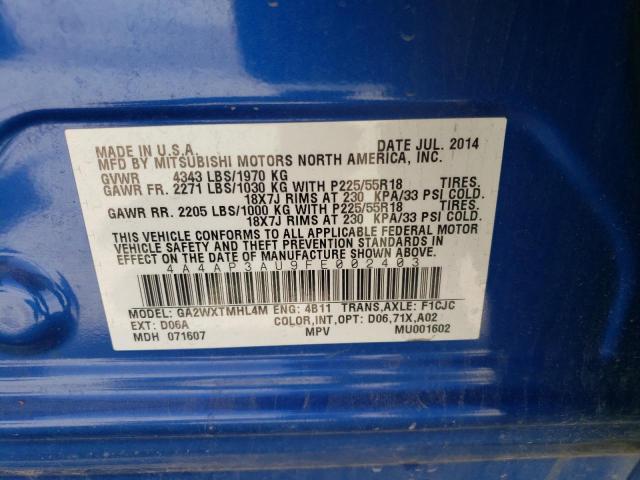 MADE IN U.S.A. DATE JUL. 2014
MFD BY MITSUBISHI MOTORS NORTH AMERICA, INC.
GVWR 4343 LBS/1970 KG
GAWR FR. 2271 LBS/1030 KG WITH P225/55R18 TIRES.
18X7J RIMS AT 230 KPA/33 PSI COLD.
GAWR RR. 2205 LBS/1000 KG WITH P225/55R18 TIRES.
18X7J RIMS AT 230 KPA/33 PSI COLD.
THIS VEHICLE CONFORMS TO ALL APPLICABLE FEDERAL MOTOR
VEHICLE SAFETY AND THEFT PREVENTION STANDARDS IN
EFFECT ON THE DATE OF MANUFACTURE SHOWN ABOVE.
4A4AP3AU9FE002403
MODEL: GA2WXTMHL4M ENG: 4B11 TRANS,AXLE: F1CJC
EXT: D06A COLOR,INT,OPT: D06,71X,A02
MDH 071607 MPV MU001602